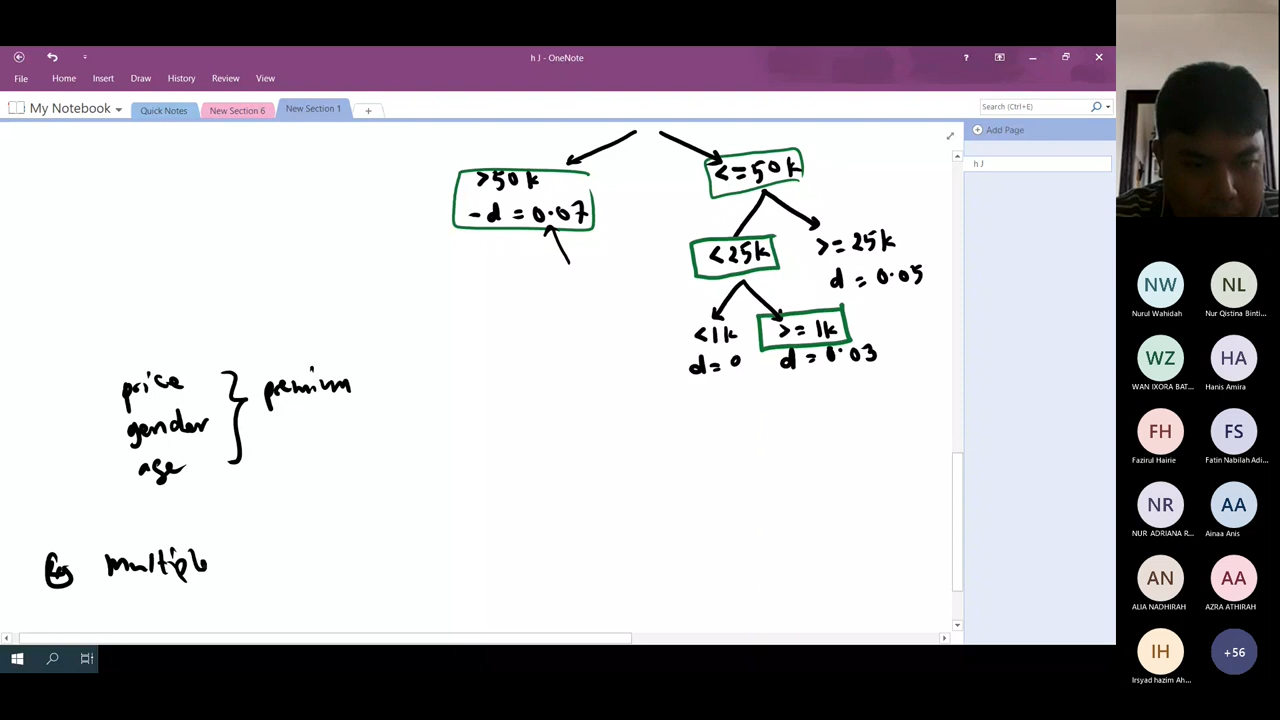 h J - OneNote
File Home Insert Draw History Review View
My Notebook Quick Notes New Section 6 New Section 1
Search (Ctrl+E)
Add Page
h J
>50k
- d = 0.07
<=50k
<25k
>= 25k
d = 0.05
<1k
d = 0
>= 1k
d = 0.03
price
gender
age
premium
multiple
NW
Nurul Wahidah
NL
Nur Qistina Binti...
WZ
WAN IXORA BAT...
HA
Hanis Amira
FH
Fazirul Hairie
FS
Fatin Nabilah Adi...
NR
NUR ADRIANA R...
AA
Ainaa Anis
AN
ALIA NADHIRAH
AA
AZRA ATHIRAH
IH
Irsyad hazim Ah...
+56